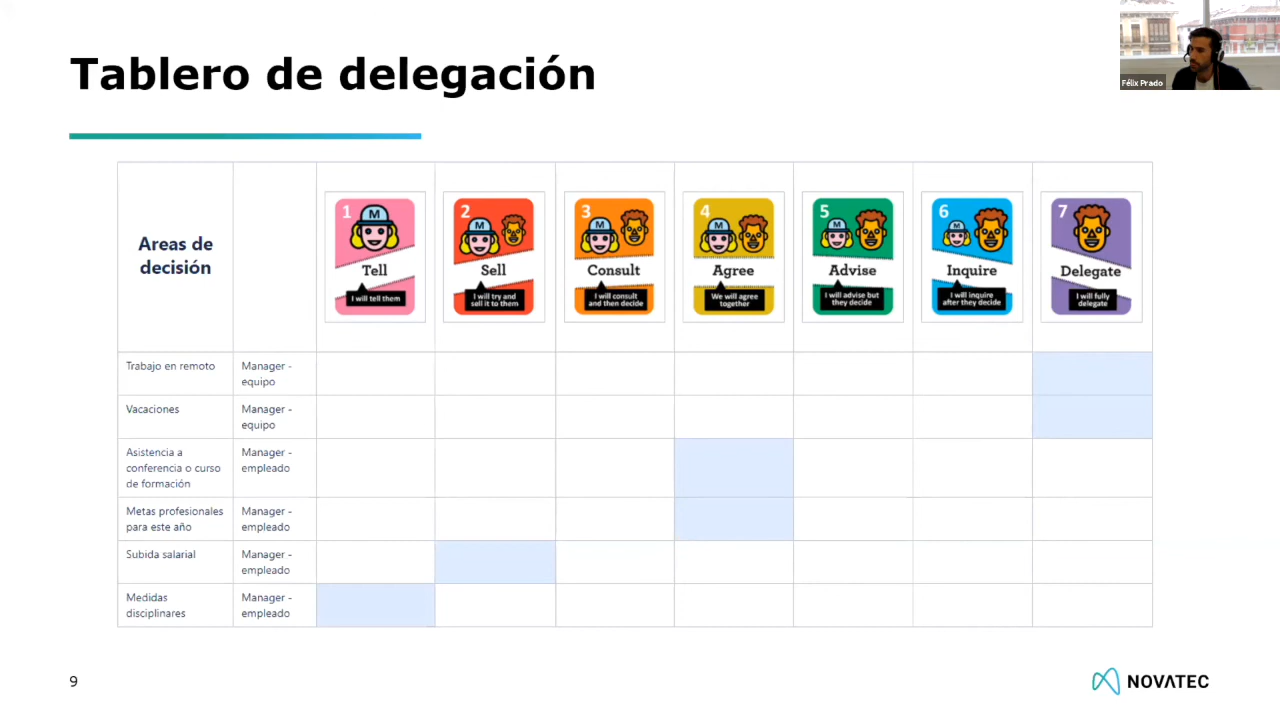 Tablero de delegación
Félix Prado
Areas de
decisión
1
M
Tell
I will tell them
2
M
Sell
I will try and
sell it to them
3
M
Consult
I will consult
and then decide
4
M
Agree
We will agree
together
5
M
Advise
I will advise but
they decide
6
M
Inquire
I will inquire
after they decide
7
Delegate
I will fully
delegate
Trabajo en remoto
Manager -
equipo
Vacaciones
Manager -
equipo
Asistencia a
conferencia o curso
de formación
Manager -
empleado
Metas profesionales
para este año
Manager -
empleado
Subida salarial
Manager -
empleado
Medidas
disciplinares
Manager -
empleado
9
NOVATEC